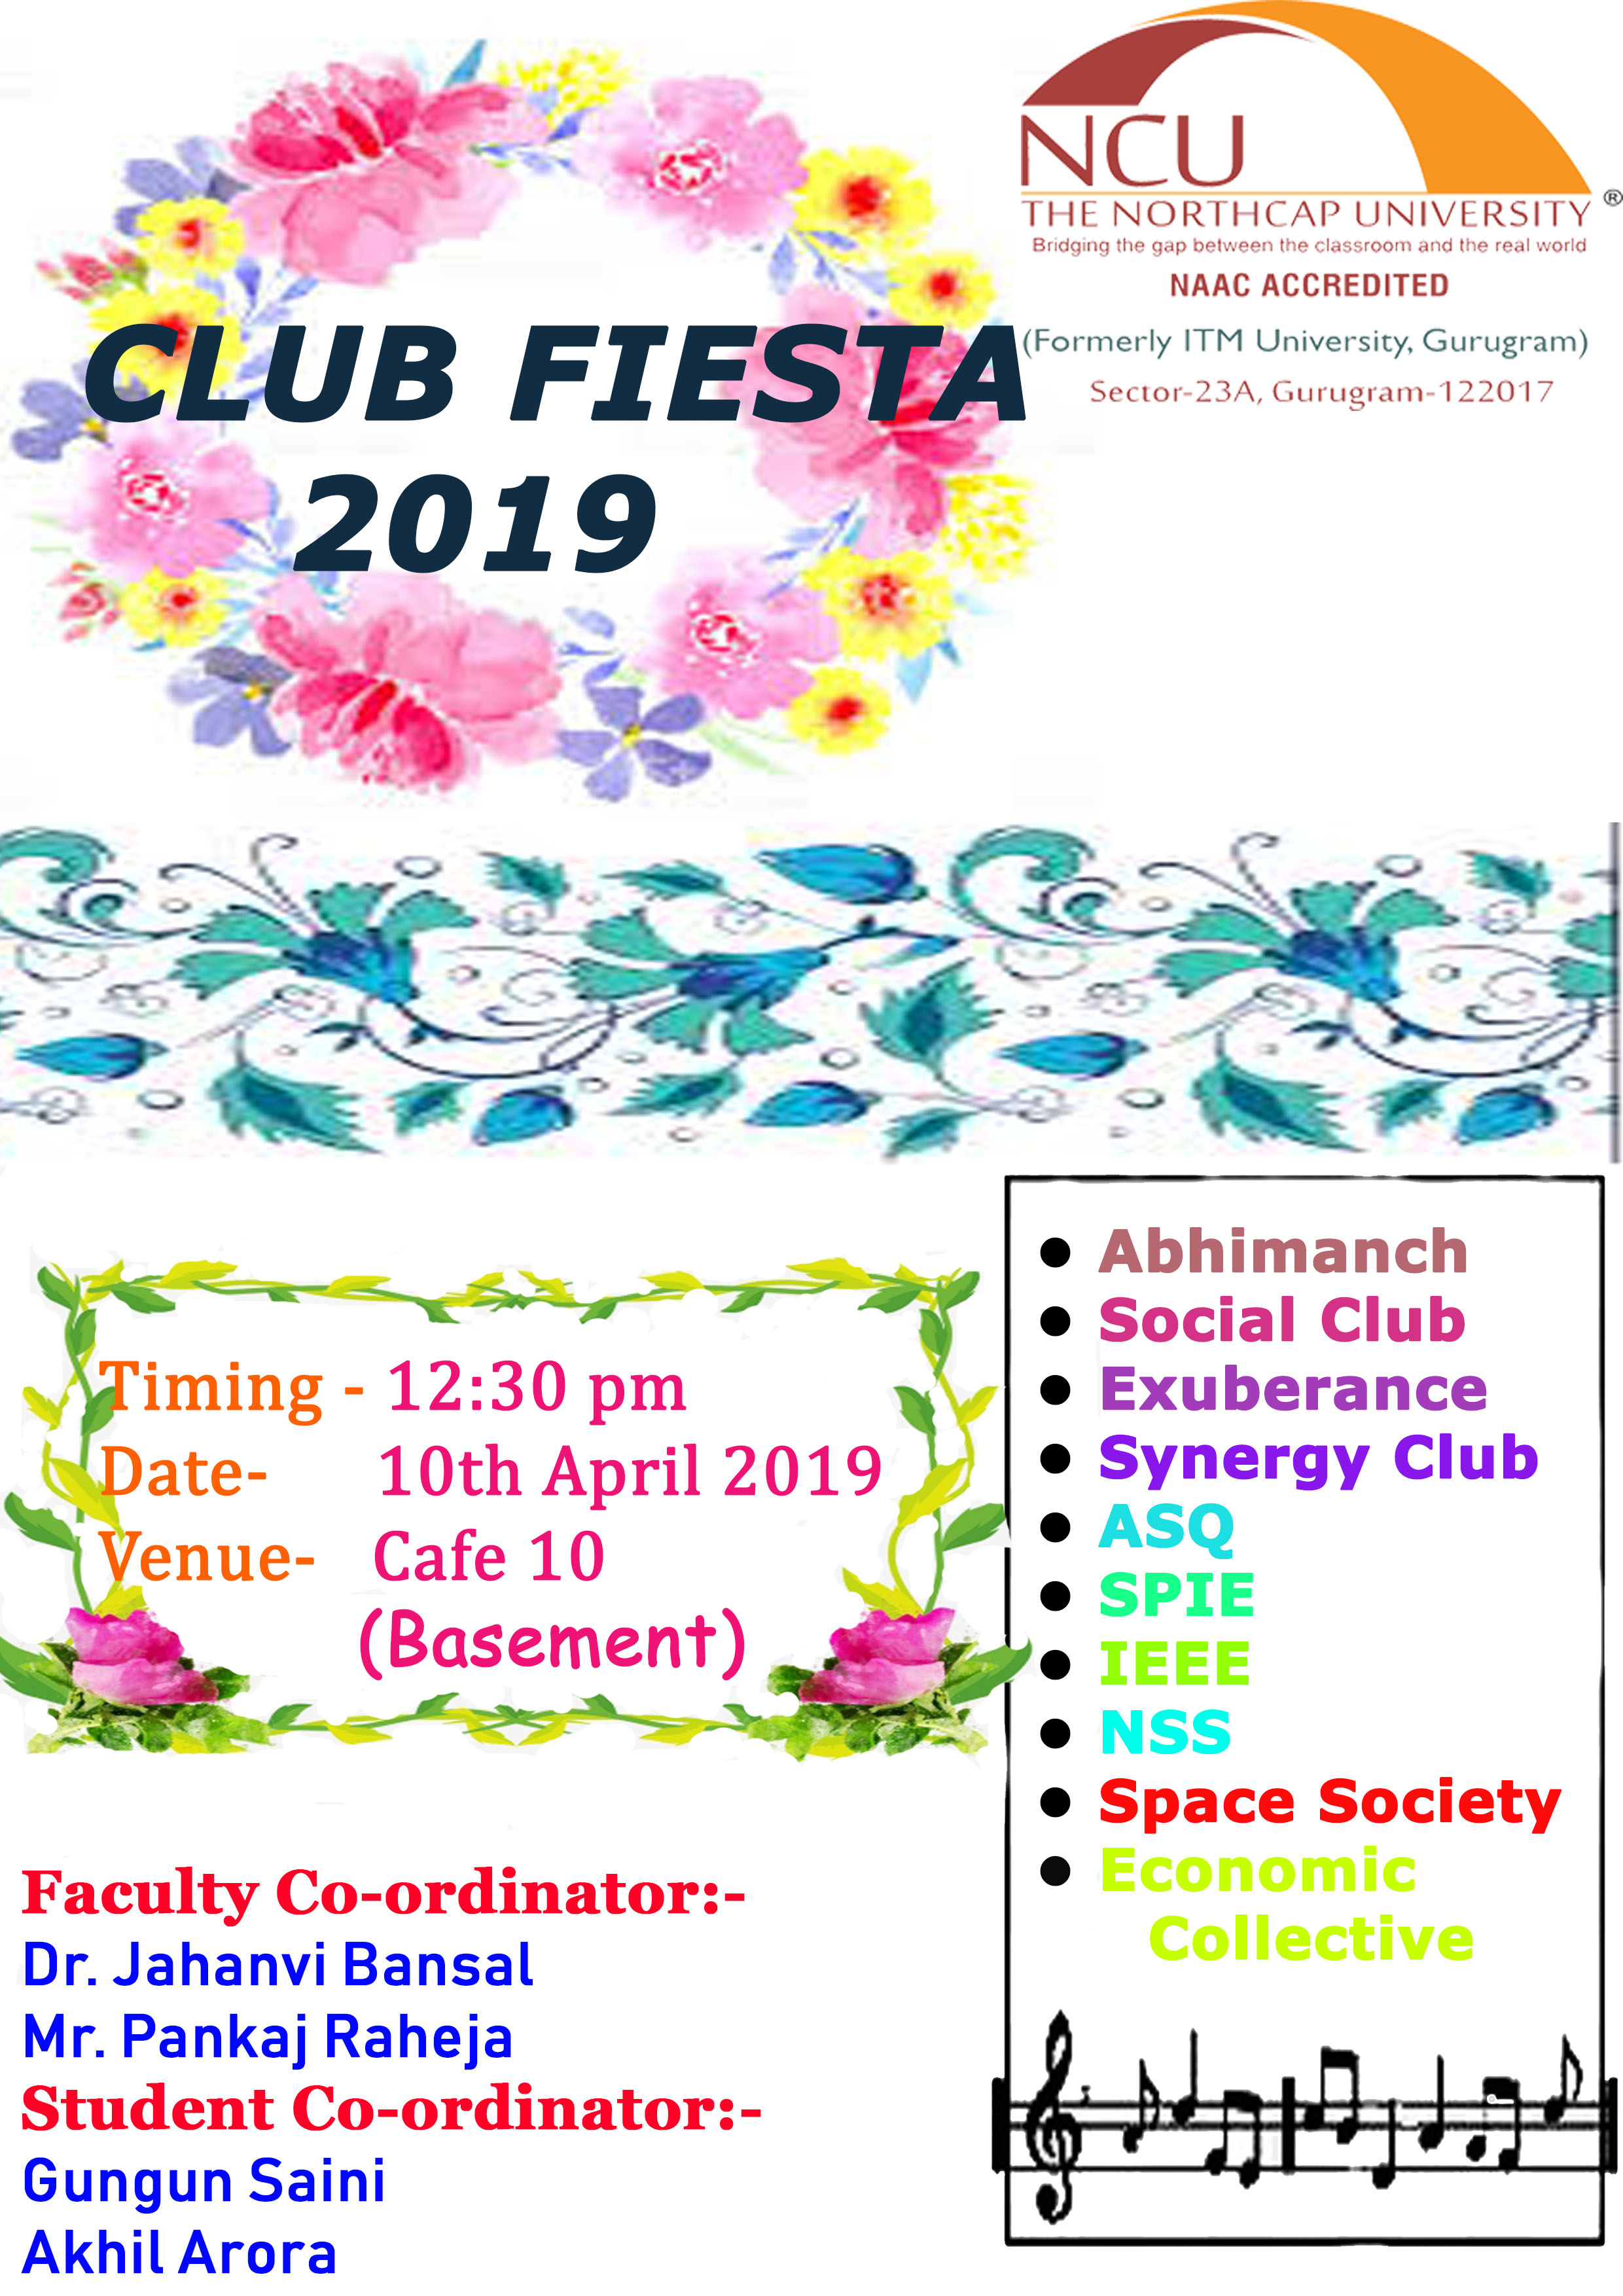 NCU
THE NORTHCAP UNIVERSITY ®
Bridging the gap between the classroom and the real world
NAAC ACCREDITED
(Formerly ITM University, Gurugram)
Sector-23A, Gurugram-122017
CLUB FIESTA
2019
Timing - 12:30 pm
Date- 10th April 2019
Venue- Cafe 10
(Basement)
• Abhimanch
• Social Club
• Exuberance
• Synergy Club
• ASQ
• SPIE
• IEEE
• NSS
• Space Society
• Economic
Collective
Faculty Co-ordinator:-
Dr. Jahanvi Bansal
Mr. Pankaj Raheja
Student Co-ordinator:-
Gungun Saini
Akhil Arora